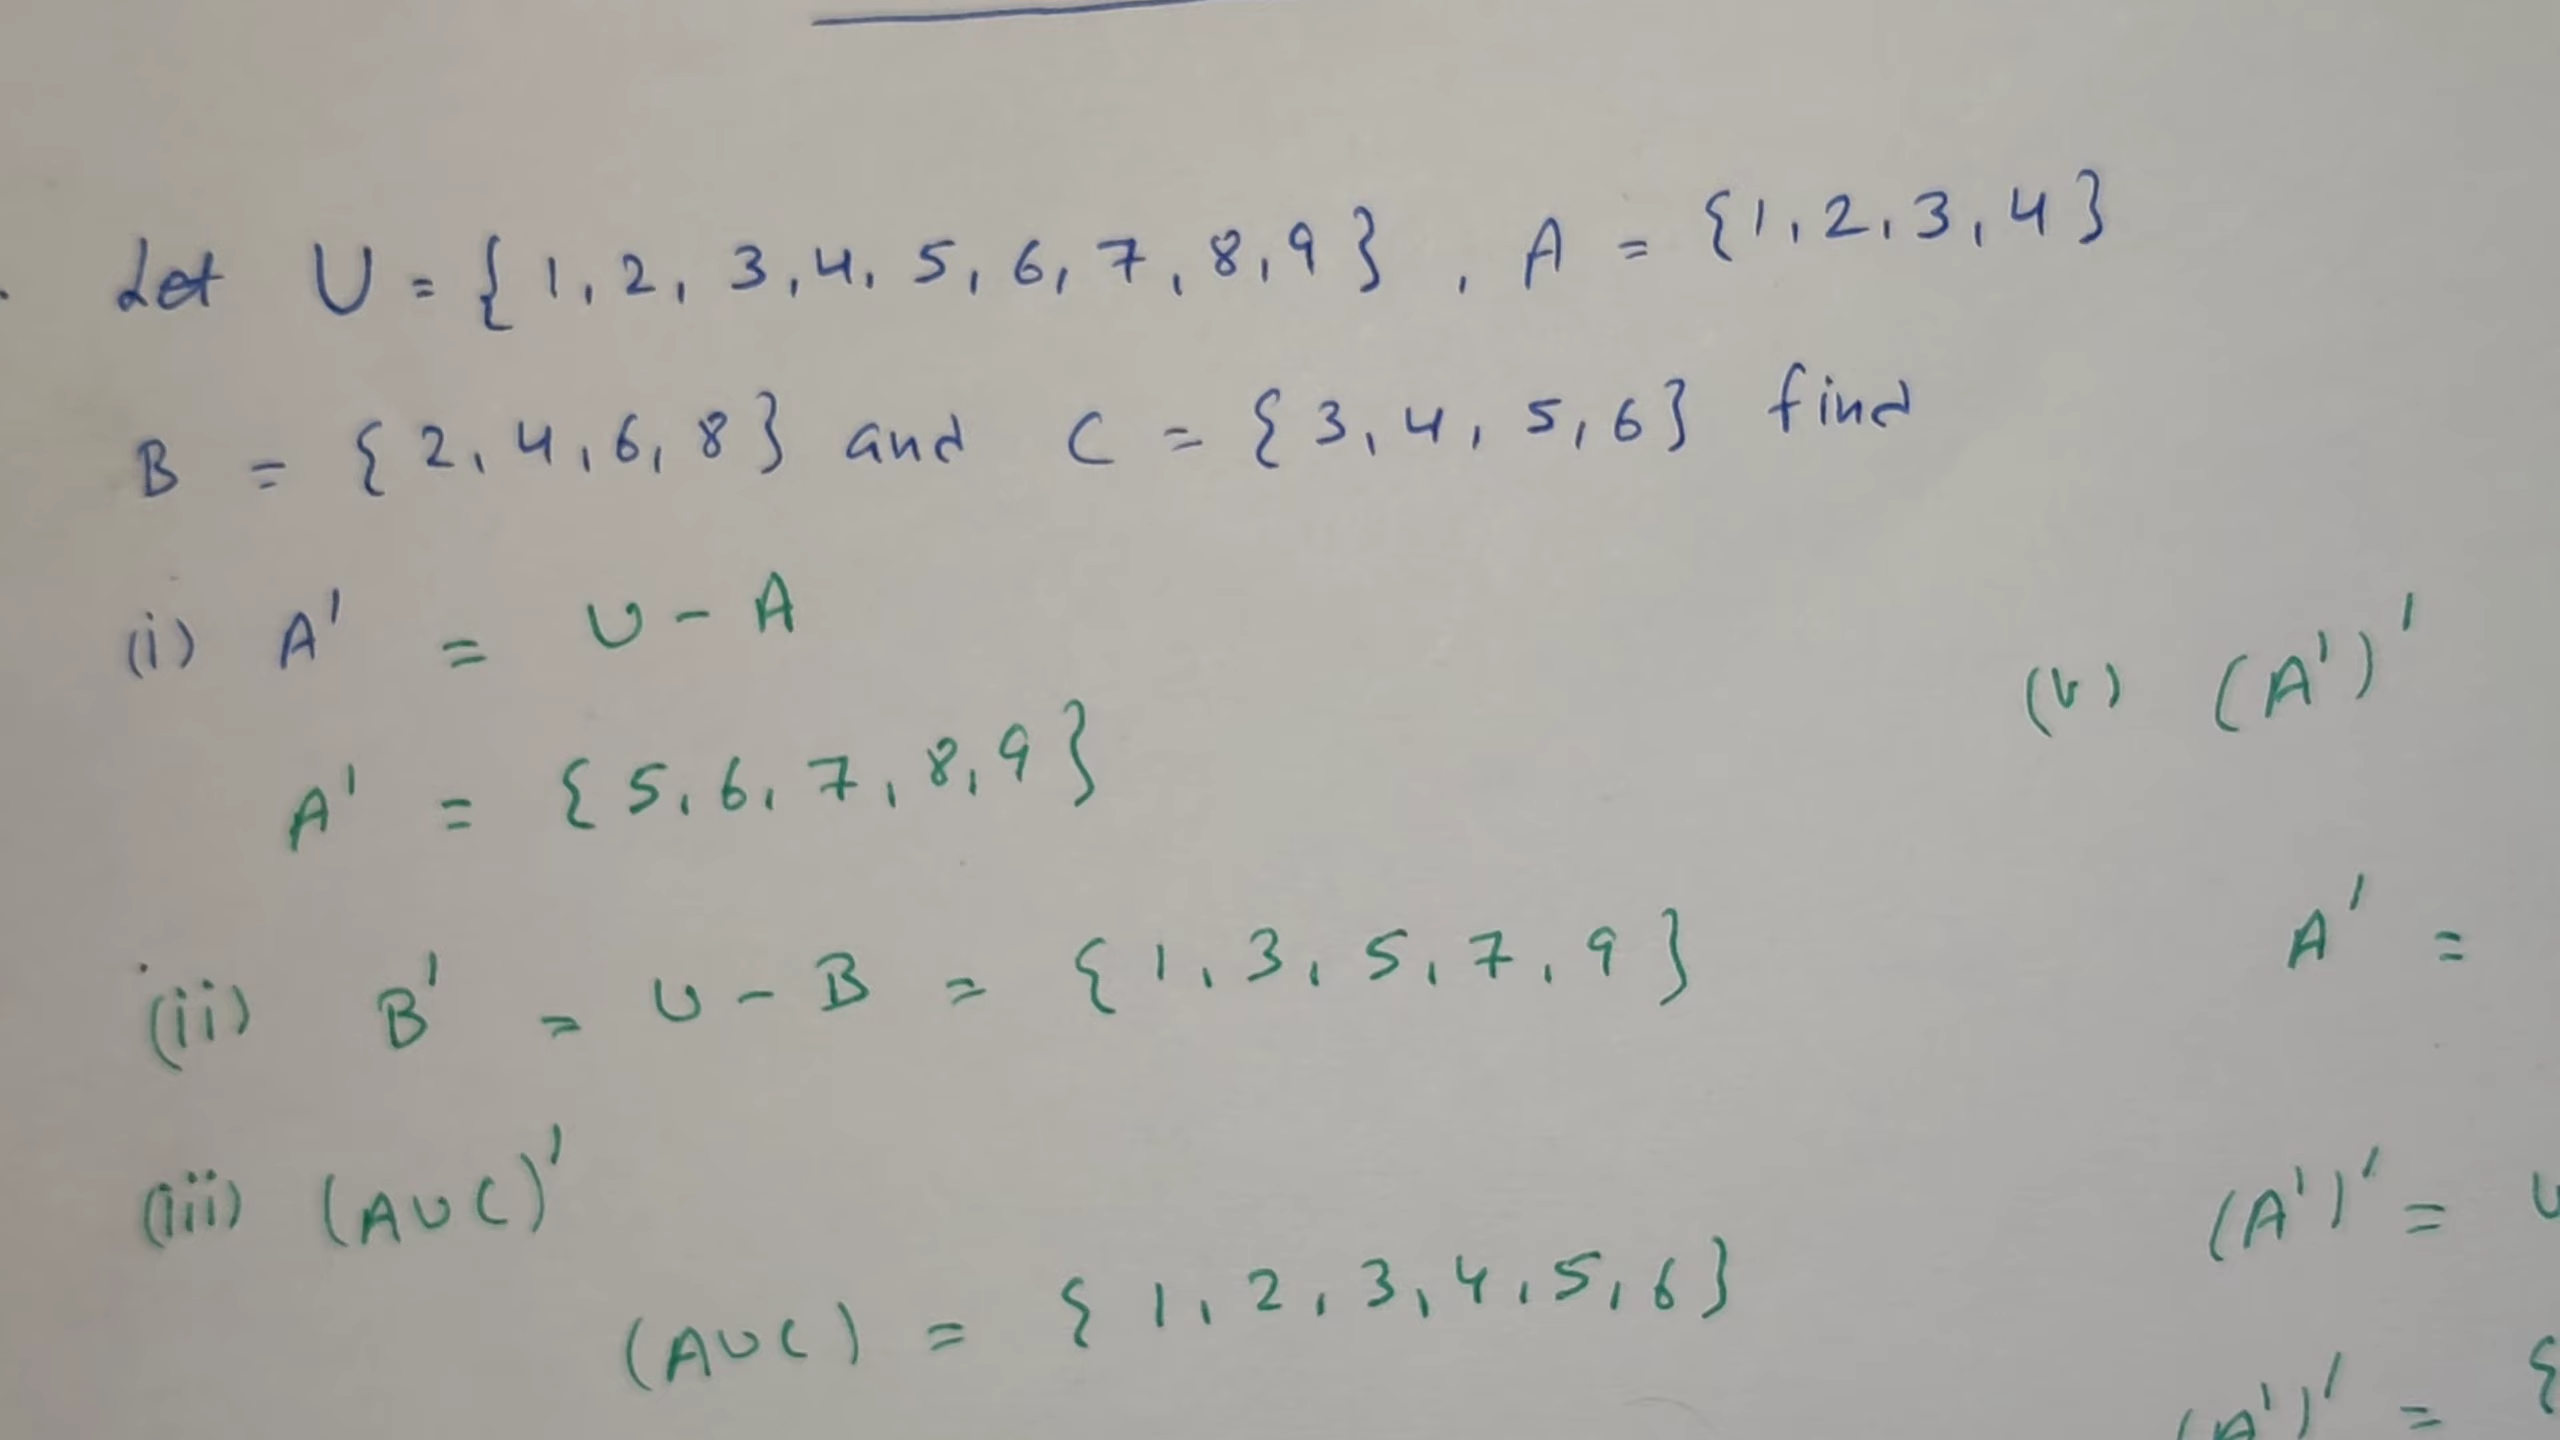 Let U = { 1, 2, 3, 4, 5, 6, 7, 8, 9 } , A = {1, 2, 3, 4}
B = { 2, 4, 6, 8 } and C = { 3, 4, 5, 6 } find
(i) A' = U - A
A' = { 5, 6, 7, 8, 9 }
(ii) B' = U - B = { 1, 3, 5, 7, 9 }
(iii) (A∪C)'
(A∪C) = { 1, 2, 3, 4, 5, 6 }
(v) (A')'
A' =
(A')' = U
(A')' = {